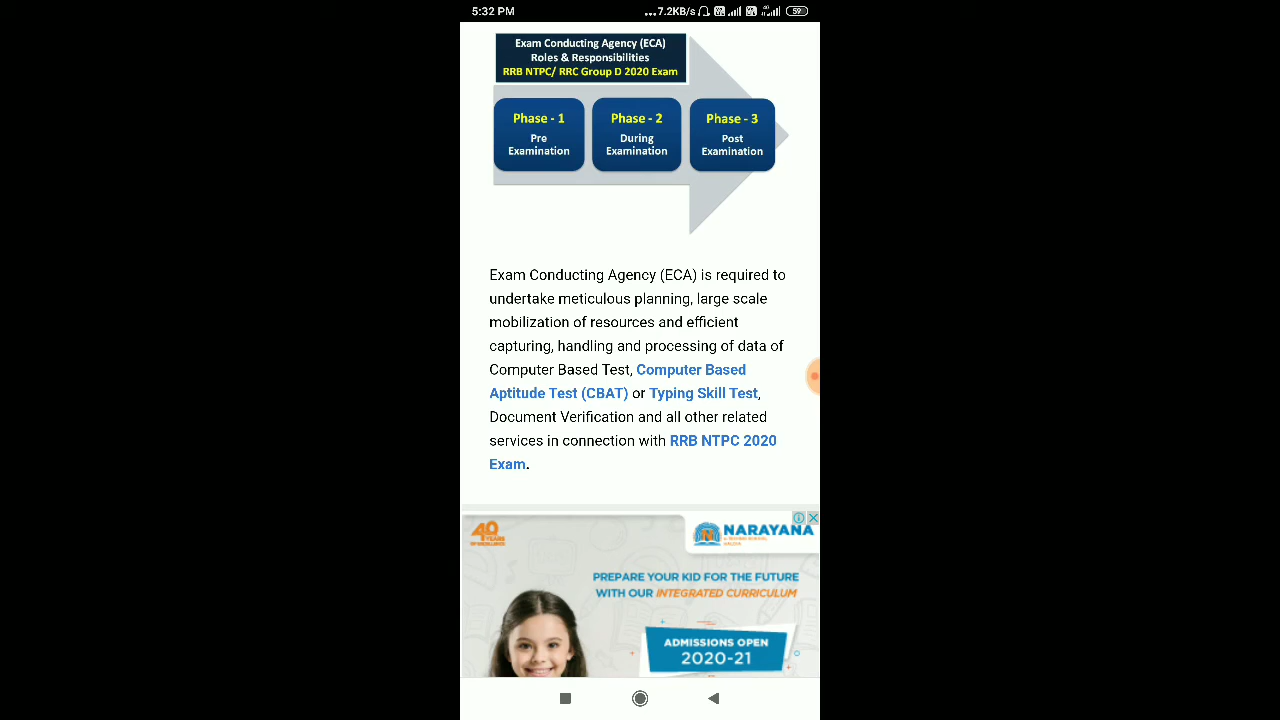 5:32 PM
...7.2KB/s
59
Exam Conducting Agency (ECA)
Roles & Responsibilities
RRB NTPC/ RRC Group D 2020 Exam
Phase - 1
Pre
Examination
Phase - 2
During
Examination
Phase - 3
Post
Examination
Exam Conducting Agency (ECA) is required to
undertake meticulous planning, large scale
mobilization of resources and efficient
capturing, handling and processing of data of
Computer Based Test, Computer Based
Aptitude Test (CBAT) or Typing Skill Test,
Document Verification and all other related
services in connection with RRB NTPC 2020
Exam.
40
YEARS
OF EXCELLENCE
NARAYANA
PREPARE YOUR KID FOR THE FUTURE
WITH OUR INTEGRATED CURRICULUM
ADMISSIONS OPEN
2020-21